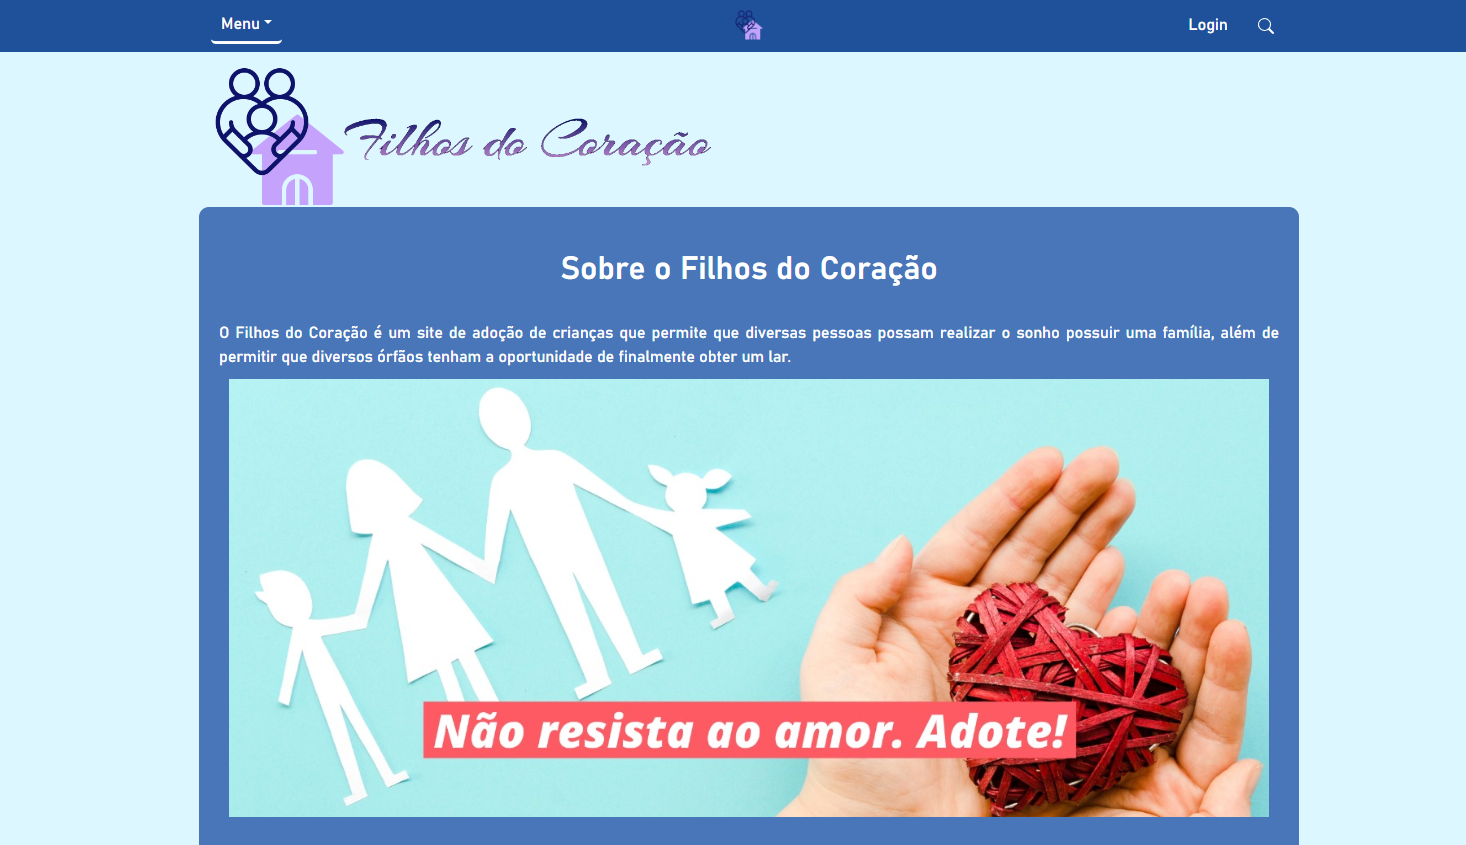 Menu
Login
Filhos do Coração
Sobre o Filhos do Coração
O Filhos do Coração é um site de adoção de crianças que permite que diversas pessoas possam realizar o sonho possuir uma família, além de
permitir que diversos órfãos tenham a oportunidade de finalmente obter um lar.
Não resista ao amor. Adote!